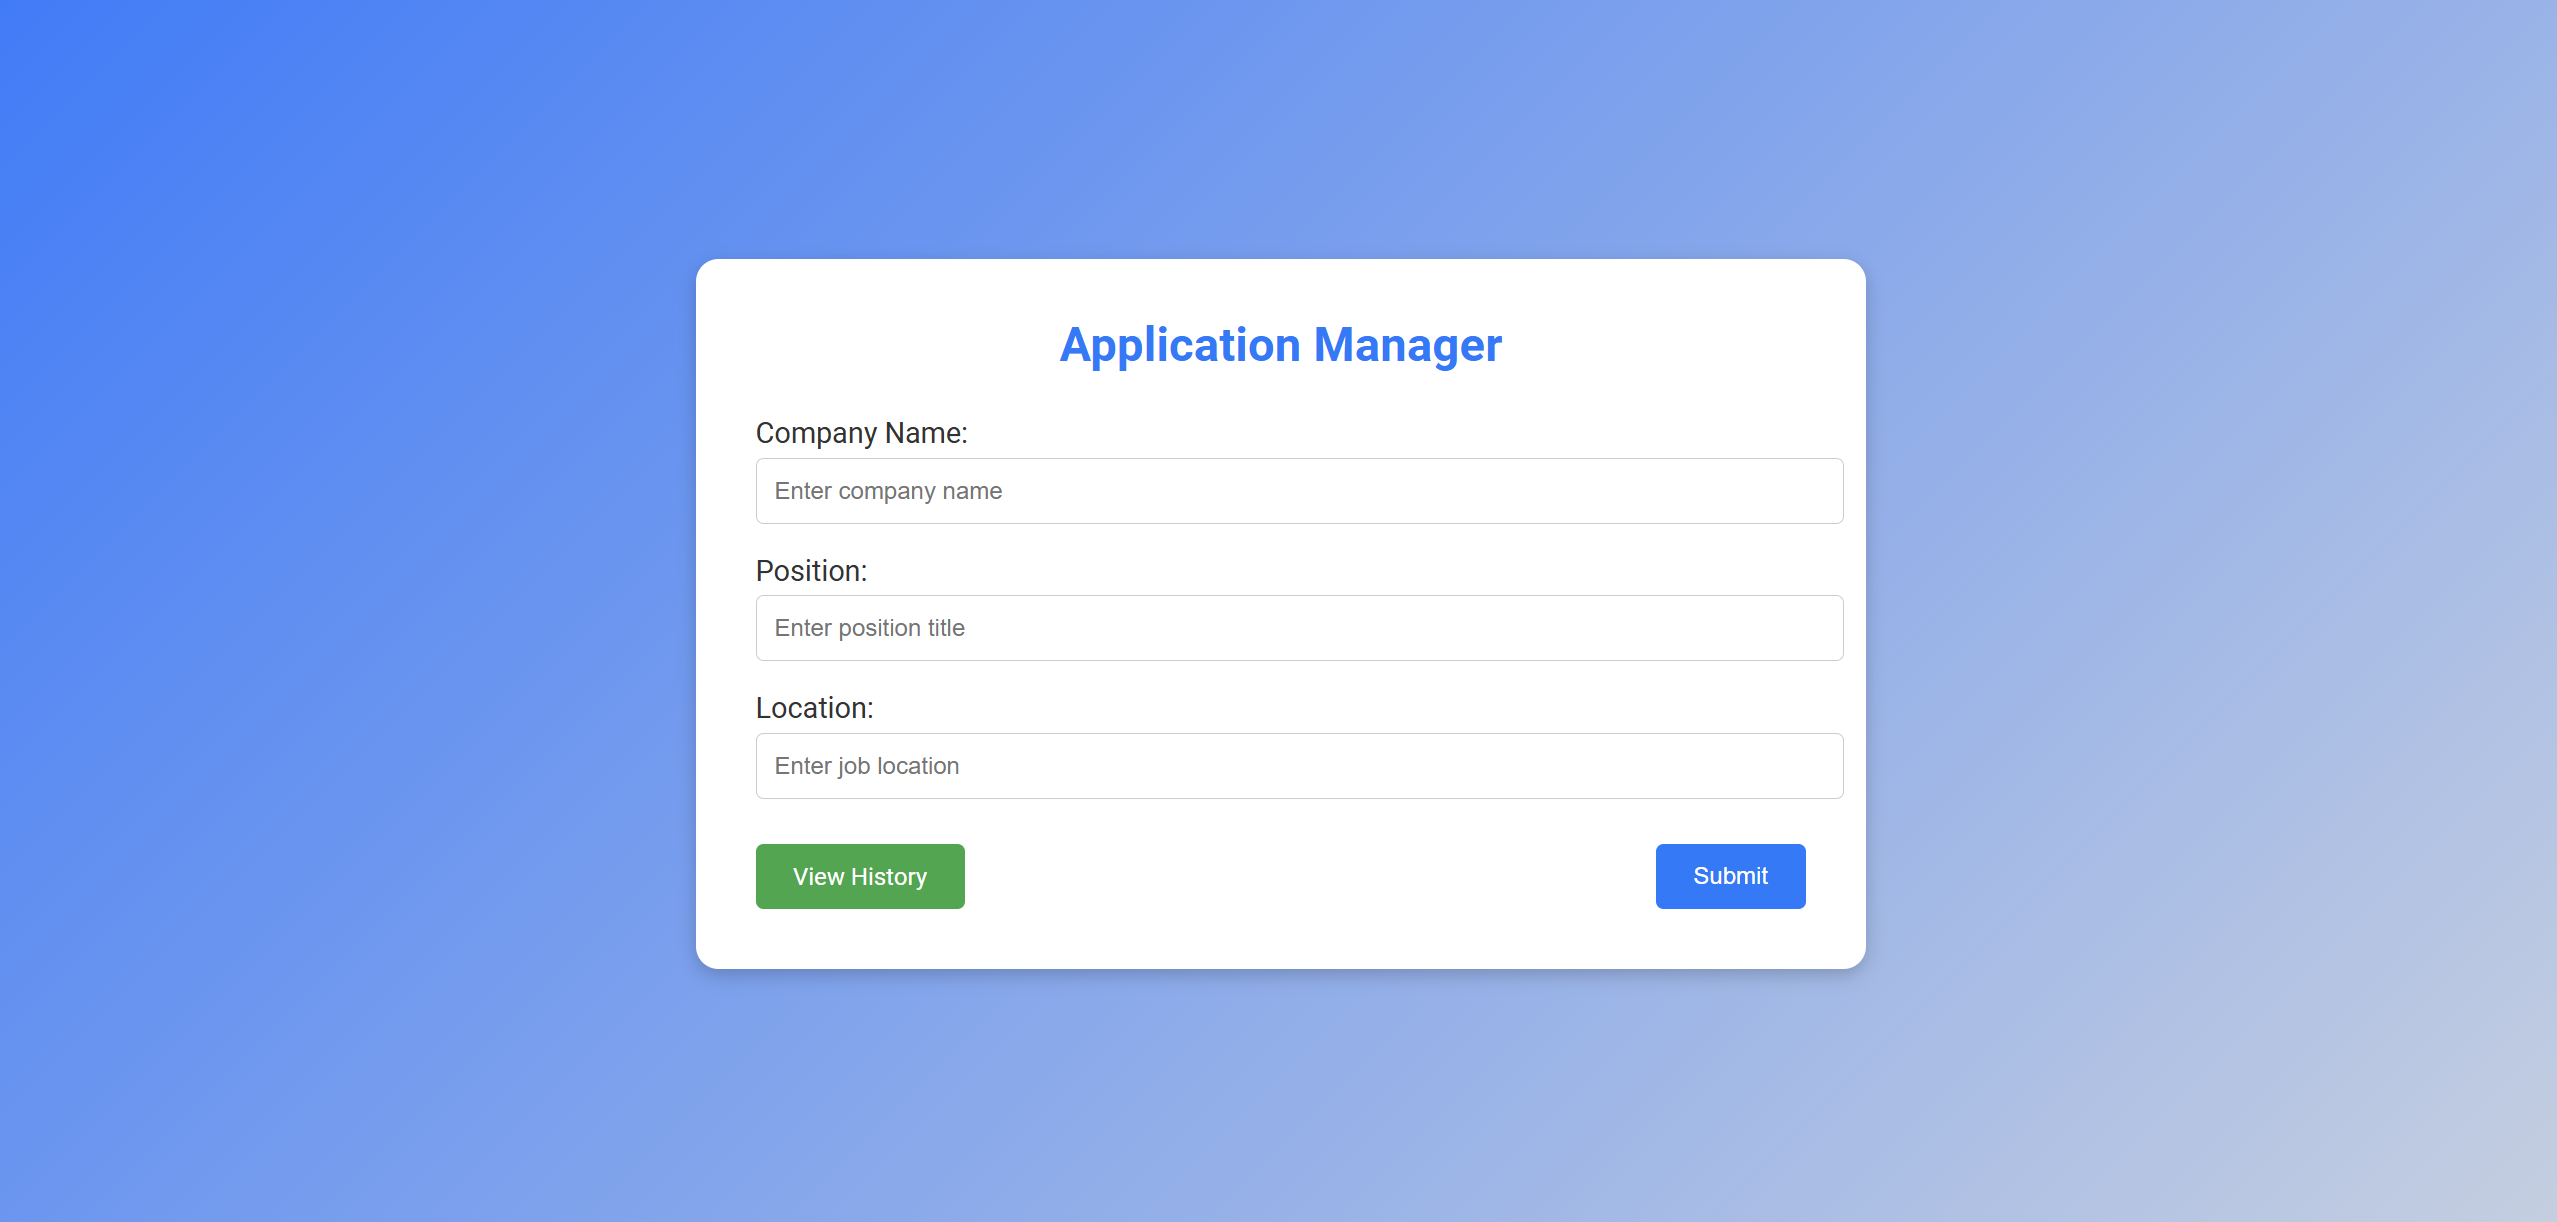 Application Manager
Company Name:
Enter company name
Position:
Enter position title
Location:
Enter job location
View History
Submit